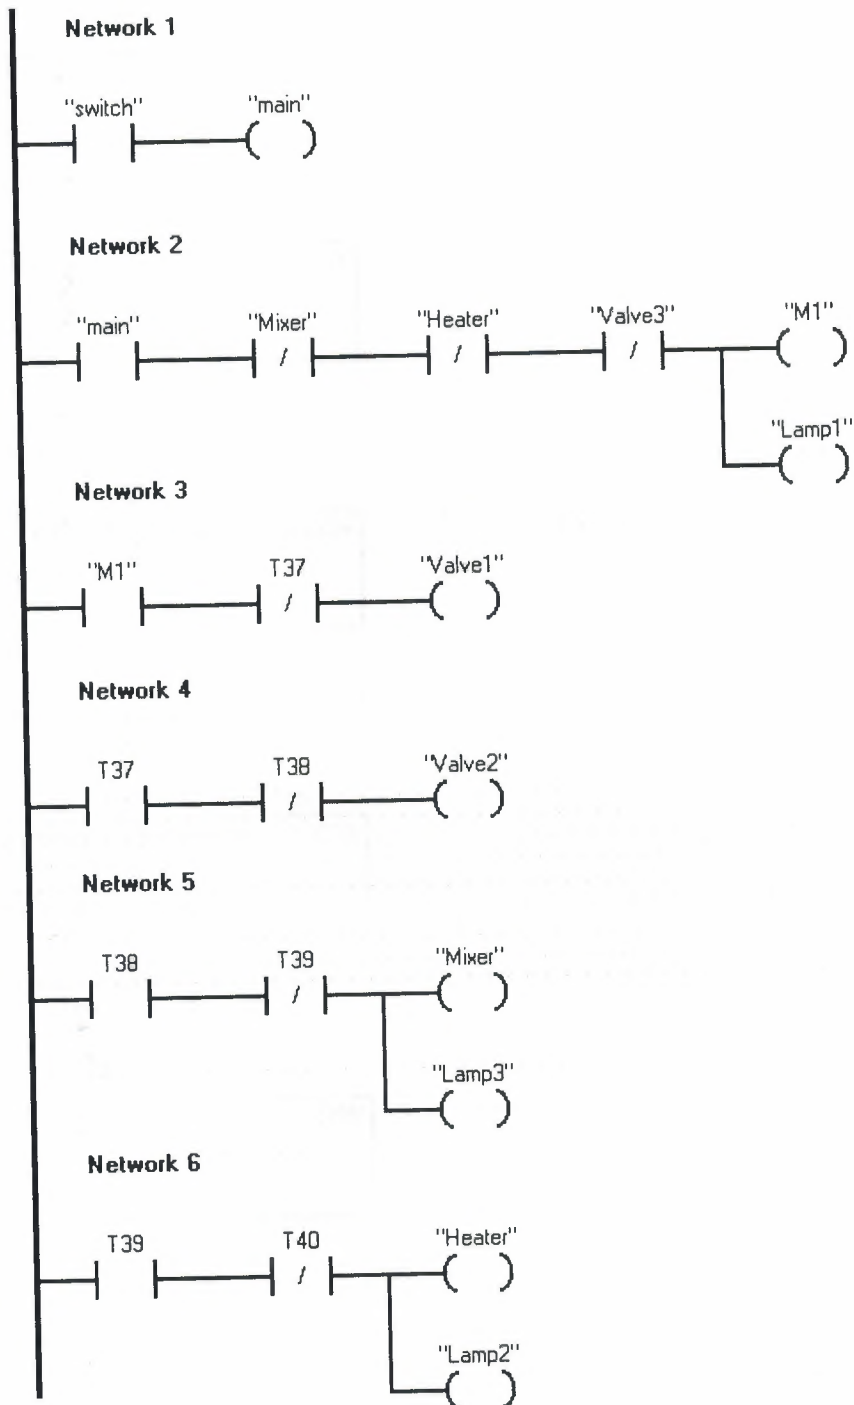 Network 1
"switch" "main"
Network 2
"main" "Mixer" "Heater" "Valve3" "M1"
"Lamp1"
Network 3
"M1" T37 "Valve1"
Network 4
T37 T38 "Valve2"
Network 5
T38 T39 "Mixer"
"Lamp3"
Network 6
T39 T40 "Heater"
"Lamp2"